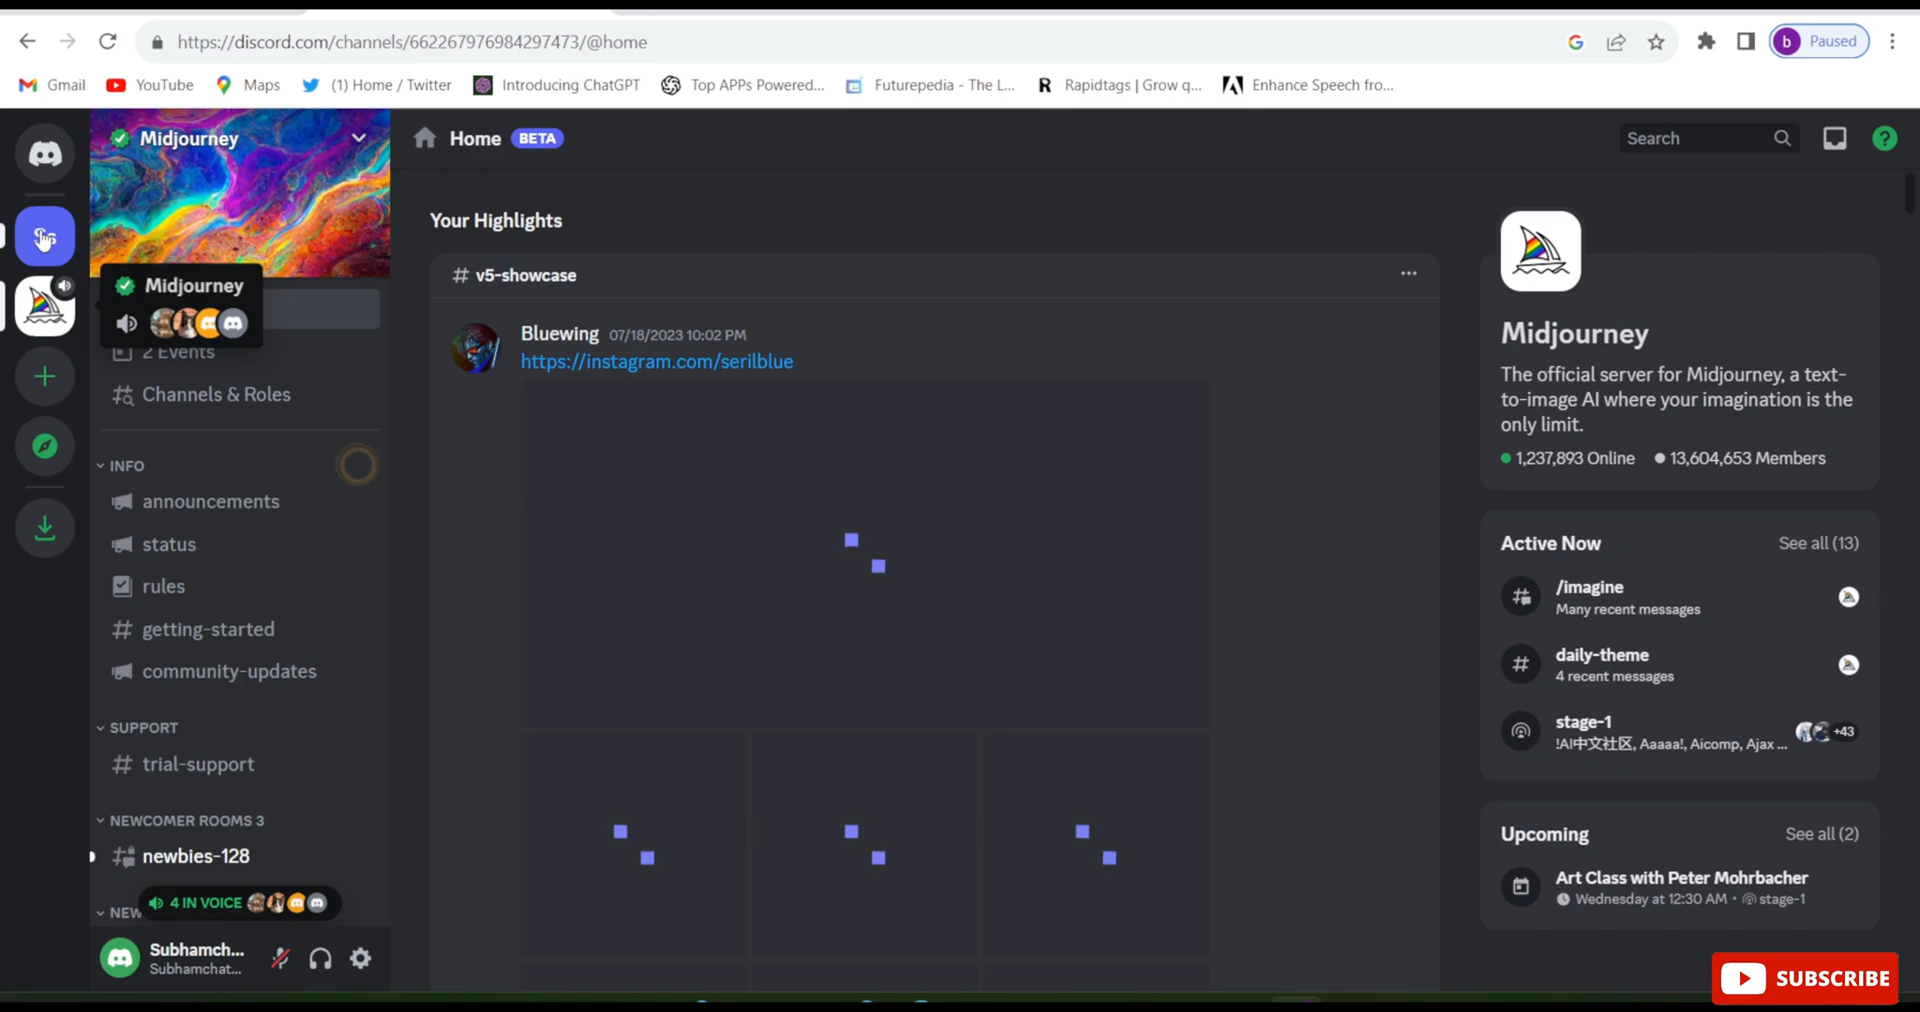 https://discord.com/channels/662267976984297473/@home
b Paused
Gmail YouTube Maps (1) Home / Twitter Introducing ChatGPT Top APPs Powered... Futurepedia - The L... Rapidtags | Grow q... Enhance Speech fro...
Midjourney
Midjourney
2 Events
Channels & Roles
INFO
announcements
status
rules
getting-started
community-updates
SUPPORT
trial-support
NEWCOMER ROOMS 3
newbies-128
4 IN VOICE
NEW
Subhamch...
Subhamchat...
Home BETA
Search
Your Highlights
# v5-showcase
Bluewing 07/18/2023 10:02 PM
https://instagram.com/serilblue
Midjourney
The official server for Midjourney, a text-
to-image AI where your imagination is the
only limit.
1,237,893 Online 13,604,653 Members
Active Now See all (13)
/imagine
Many recent messages
daily-theme
4 recent messages
stage-1
!AI中文社区, Aaaaa!, Aicomp, Ajax ... +43
Upcoming See all (2)
Art Class with Peter Mohrbacher
Wednesday at 12:30 AM • stage-1
SUBSCRIBE